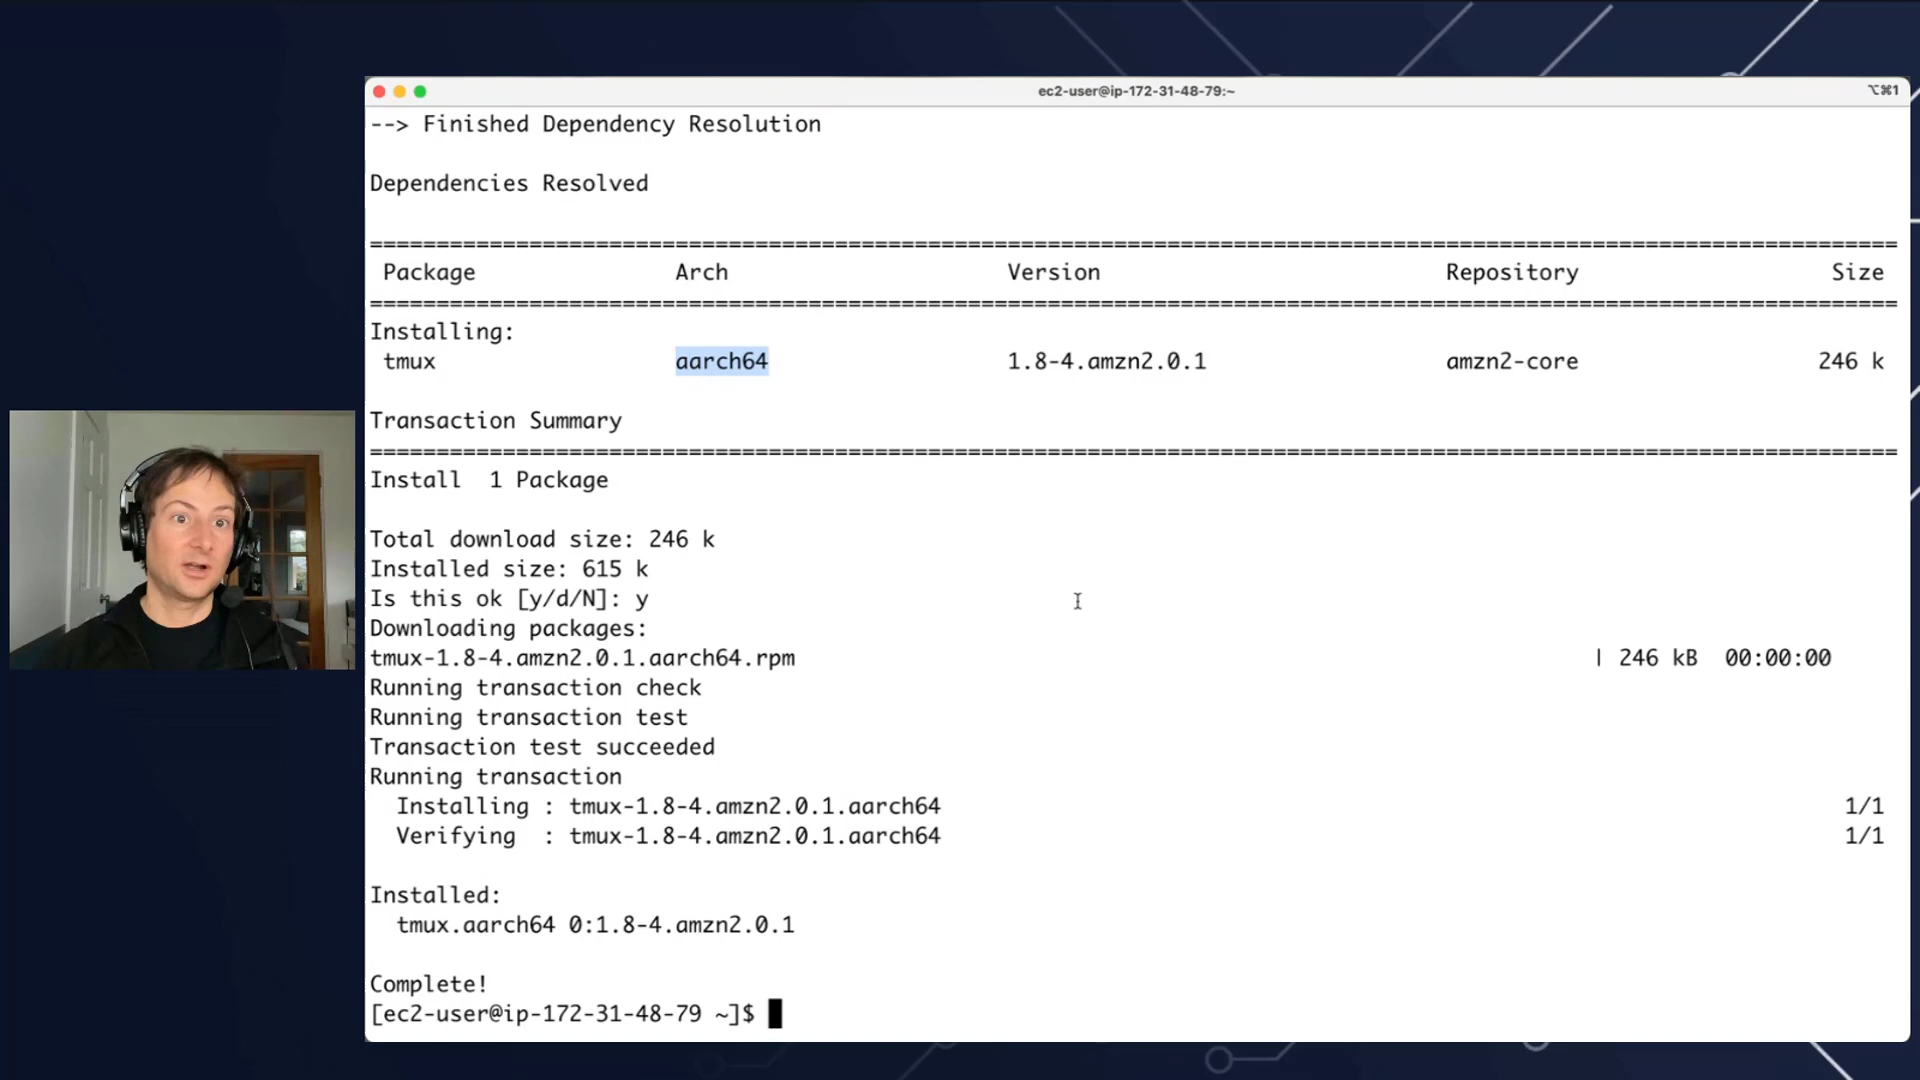 ec2-user@ip-172-31-48-79:~
⌥⌘1
--> Finished Dependency Resolution
Dependencies Resolved
================================================================================
Package Arch Version Repository Size
================================================================================
Installing:
tmux aarch64 1.8-4.amzn2.0.1 amzn2-core 246 k
Transaction Summary
================================================================================
Install 1 Package
Total download size: 246 k
Installed size: 615 k
Is this ok [y/d/N]: y
Downloading packages:
tmux-1.8-4.amzn2.0.1.aarch64.rpm | 246 kB 00:00:00
Running transaction check
Running transaction test
Transaction test succeeded
Running transaction
Installing : tmux-1.8-4.amzn2.0.1.aarch64 1/1
Verifying : tmux-1.8-4.amzn2.0.1.aarch64 1/1
Installed:
tmux.aarch64 0:1.8-4.amzn2.0.1
Complete!
[ec2-user@ip-172-31-48-79 ~]$